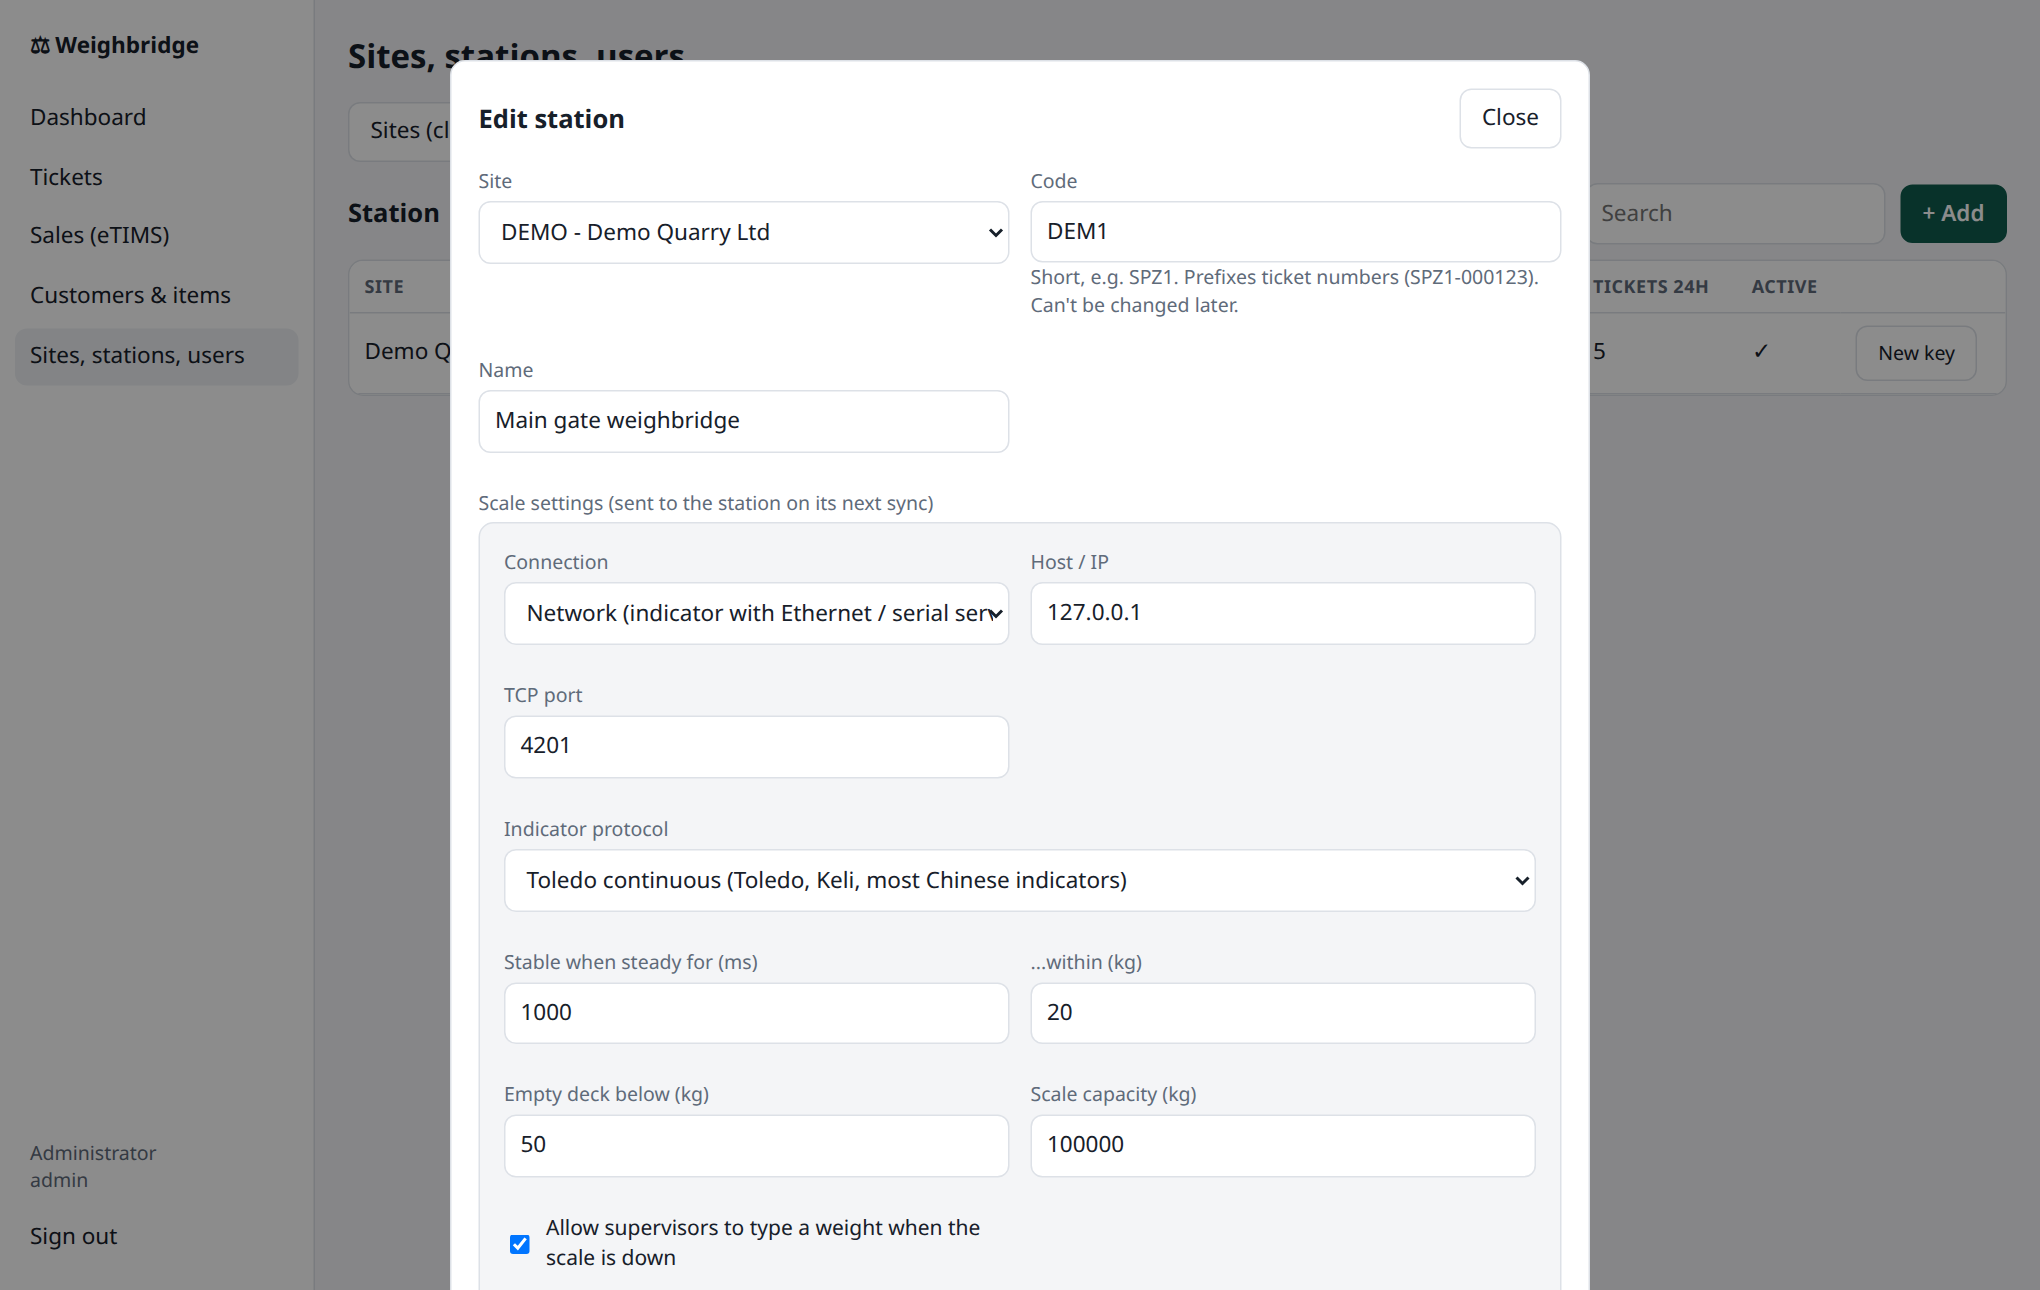 ⚖ Weighbridge
Dashboard
Tickets
Sales (eTIMS)
Customers & items
Sites, stations, users
Administrator
admin
Sign out
Sites, stations, users
Sites (cl
Station
Search
+ Add
SITE
TICKETS 24H
ACTIVE
Demo Q
5
✓
New key
Edit station
Close
Site
Code
DEMO - Demo Quarry Ltd
DEM1
Short, e.g. SPZ1. Prefixes ticket numbers (SPZ1-000123).
Can't be changed later.
Name
Main gate weighbridge
Scale settings (sent to the station on its next sync)
Connection
Host / IP
Network (indicator with Ethernet / serial serv
127.0.0.1
TCP port
4201
Indicator protocol
Toledo continuous (Toledo, Keli, most Chinese indicators)
Stable when steady for (ms)
...within (kg)
1000
20
Empty deck below (kg)
Scale capacity (kg)
50
100000
Allow supervisors to type a weight when the
scale is down